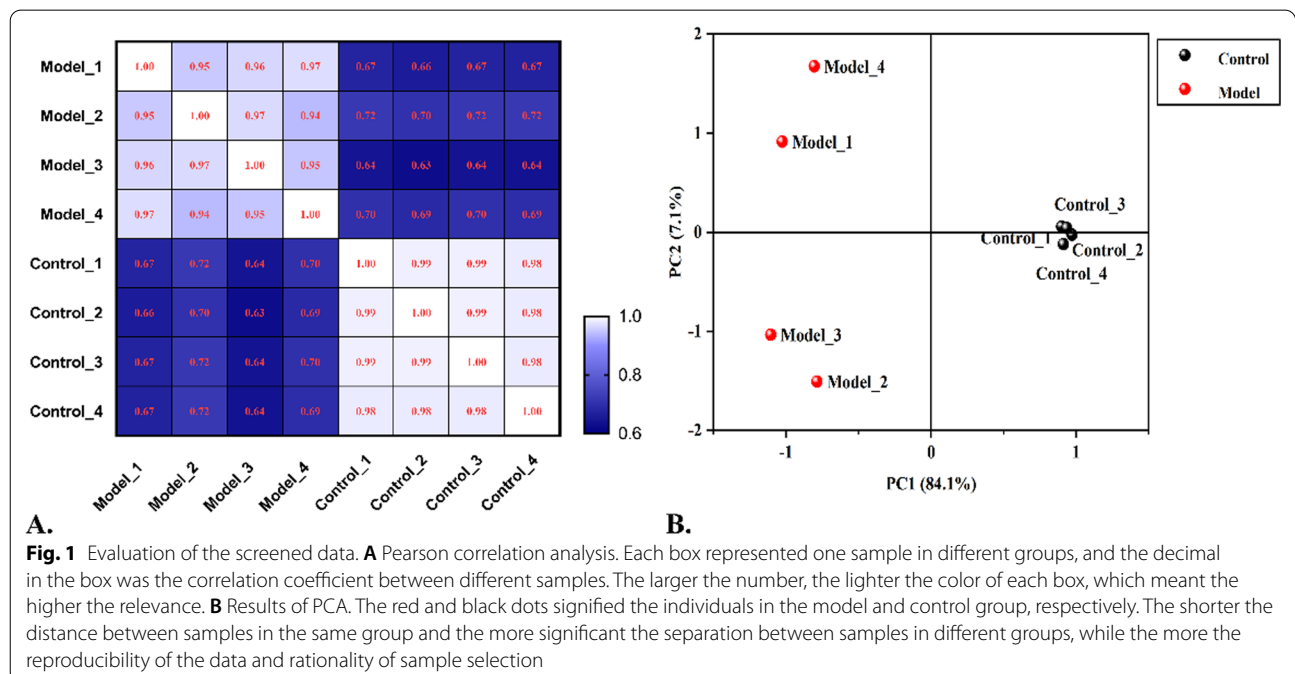 Model_1 1.00 0.95 0.96 0.97 0.67 0.66 0.67 0.67
Model_2 0.95 1.00 0.97 0.94 0.72 0.70 0.72 0.72
Model_3 0.96 0.97 1.00 0.95 0.64 0.63 0.64 0.64
Model_4 0.97 0.94 0.95 1.00 0.70 0.69 0.70 0.69
Control_1 0.67 0.72 0.64 0.70 1.00 0.99 0.99 0.98
Control_2 0.66 0.70 0.63 0.69 0.99 1.00 0.99 0.98
Control_3 0.67 0.72 0.64 0.70 0.99 0.99 1.00 0.98
Control_4 0.67 0.72 0.64 0.69 0.98 0.98 0.98 1.00
Model_1 Model_2 Model_3 Model_4 Control_1 Control_2 Control_3 Control_4
1.0
0.8
0.6
A.
2
1
0
-1
-2
PC2 (7.1%)
Model_4
Model_1
Control_3
Control_1
Control_2
Control_4
Model_3
Model_2
-1 0 1
PC1 (84.1%)
Control
Model
B.
Fig. 1 Evaluation of the screened data. A Pearson correlation analysis. Each box represented one sample in different groups, and the decimal
in the box was the correlation coefficient between different samples. The larger the number, the lighter the color of each box, which meant the
higher the relevance. B Results of PCA. The red and black dots signified the individuals in the model and control group, respectively. The shorter the
distance between samples in the same group and the more significant the separation between samples in different groups, while the more the
reproducibility of the data and rationality of sample selection